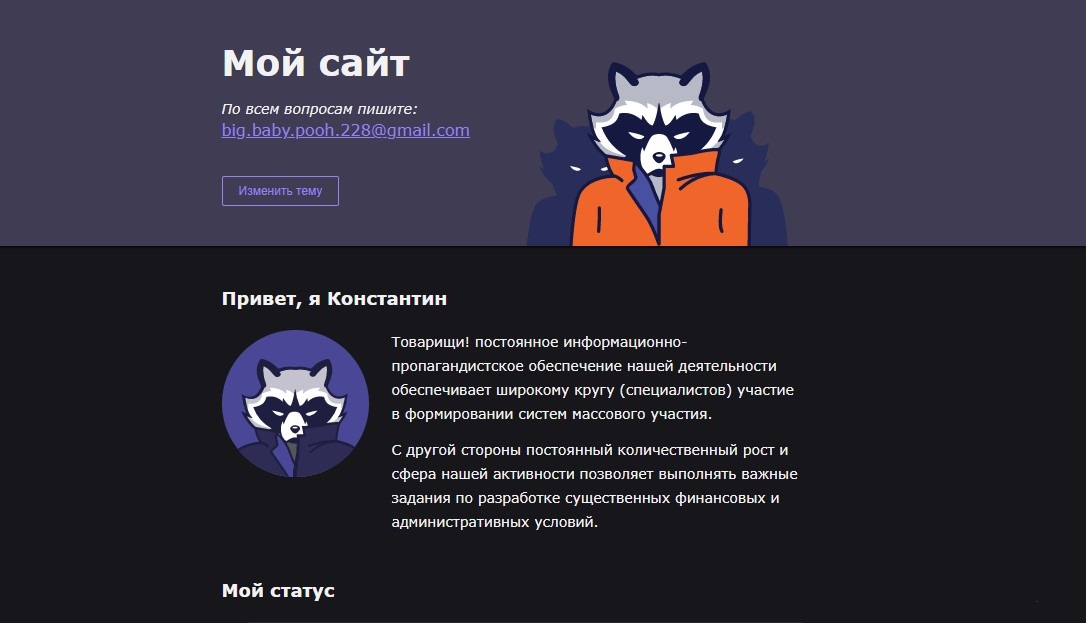 Мой сайт
По всем вопросам пишите:
big.baby.pooh.228@gmail.com
Изменить тему
Привет, я Константин
Товарищи! постоянное информационно-
пропагандистское обеспечение нашей деятельности
обеспечивает широкому кругу (специалистов) участие
в формировании систем массового участия.
С другой стороны постоянный количественный рост и
сфера нашей активности позволяет выполнять важные
задания по разработке существенных финансовых и
административных условий.
Мой статус